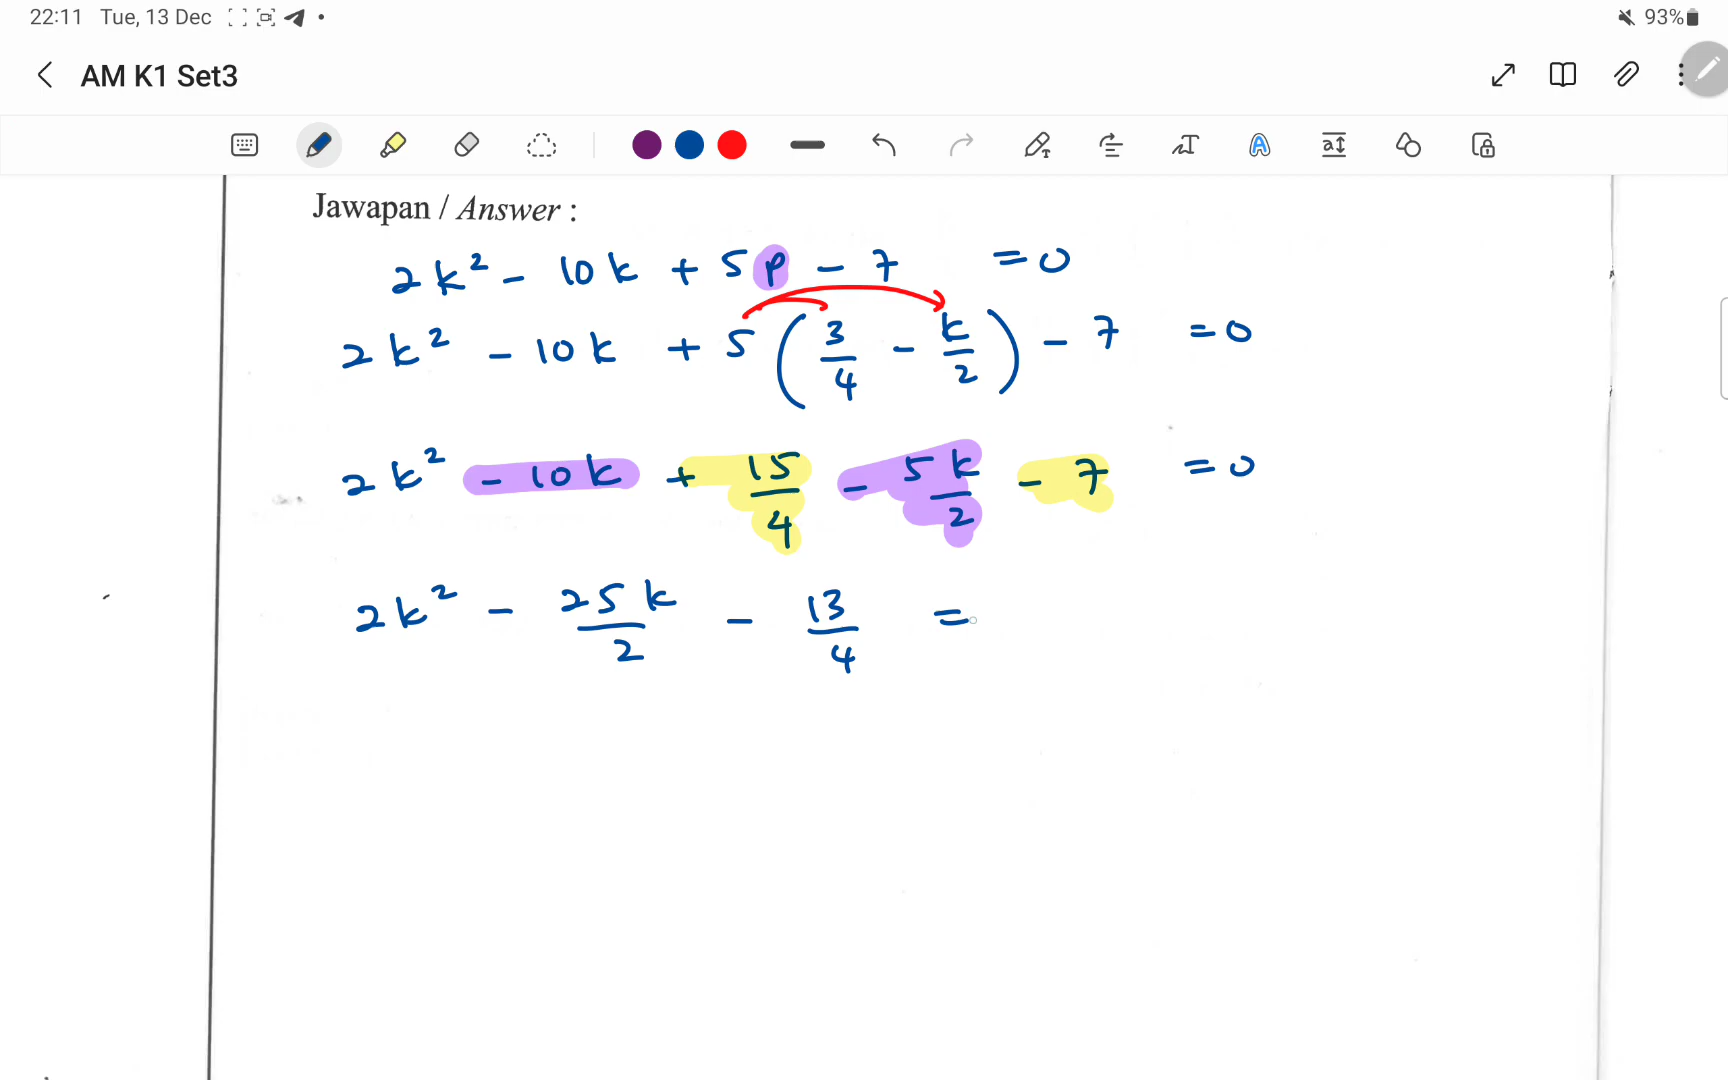 22:11 Tue, 13 Dec
93%
AM K1 Set3
Jawapan / Answer :
2k² - 10k + 5p - 7 = 0
2k² - 10k + 5(3/4 - k/2) - 7 = 0
2k² - 10k + 15/4 - 5k/2 - 7 = 0
2k² - 25k/2 - 13/4 =